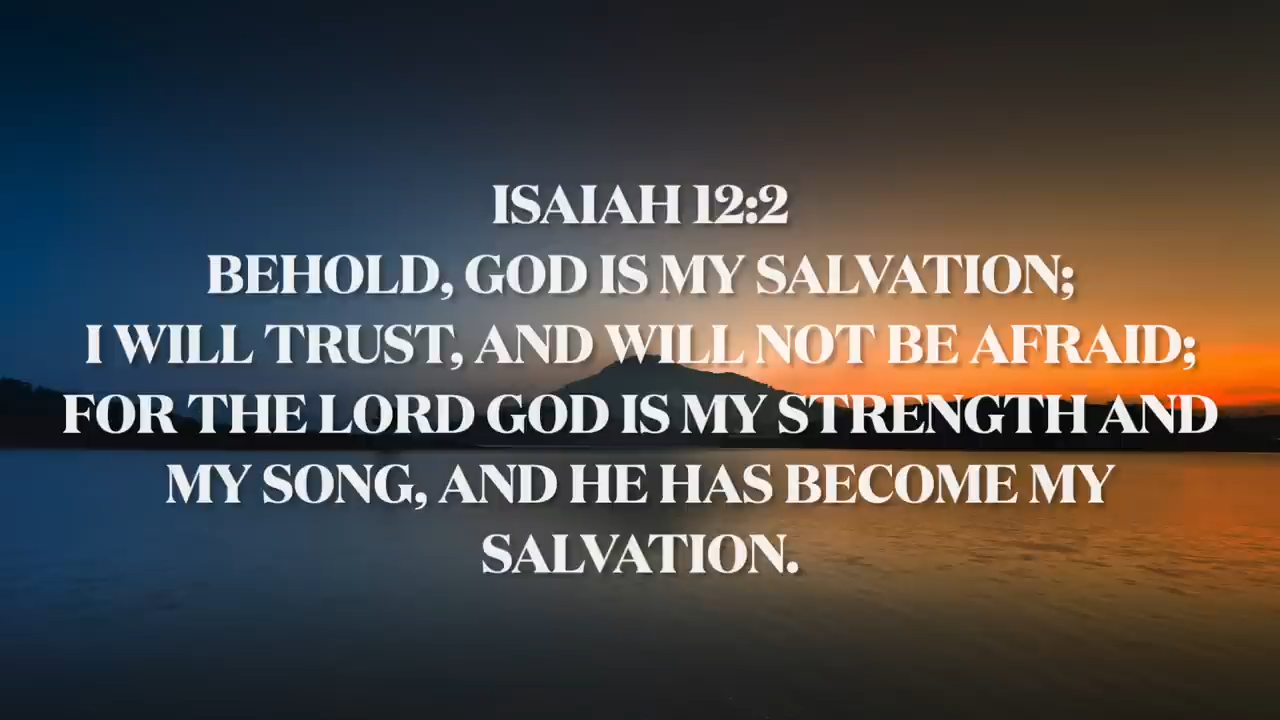 ISAIAH 12:2
BEHOLD, GOD IS MY SALVATION;
I WILL TRUST, AND WILL NOT BE AFRAID;
FOR THE LORD GOD IS MY STRENGTH AND
MY SONG, AND HE HAS BECOME MY
SALVATION.